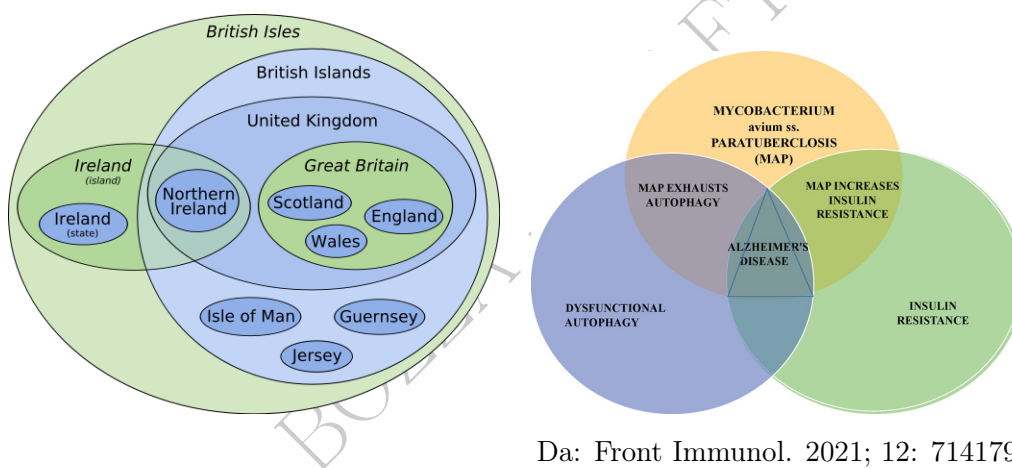 British Isles
British Islands
United Kingdom
Ireland
(island)
Great Britain
Northern
Ireland
Scotland
England
Ireland
(state)
Wales
Isle of Man
Guernsey
Jersey
MYCOBACTERIUM
avium ss.
PARATUBERCLOSIS
(MAP)
MAP EXHAUSTS
AUTOPHAGY
MAP INCREASES
INSULIN
RESISTANCE
ALZHEIMER'S
DISEASE
DYSFUNCTIONAL
AUTOPHAGY
INSULIN
RESISTANCE
Da: Front Immunol. 2021; 12: 714179